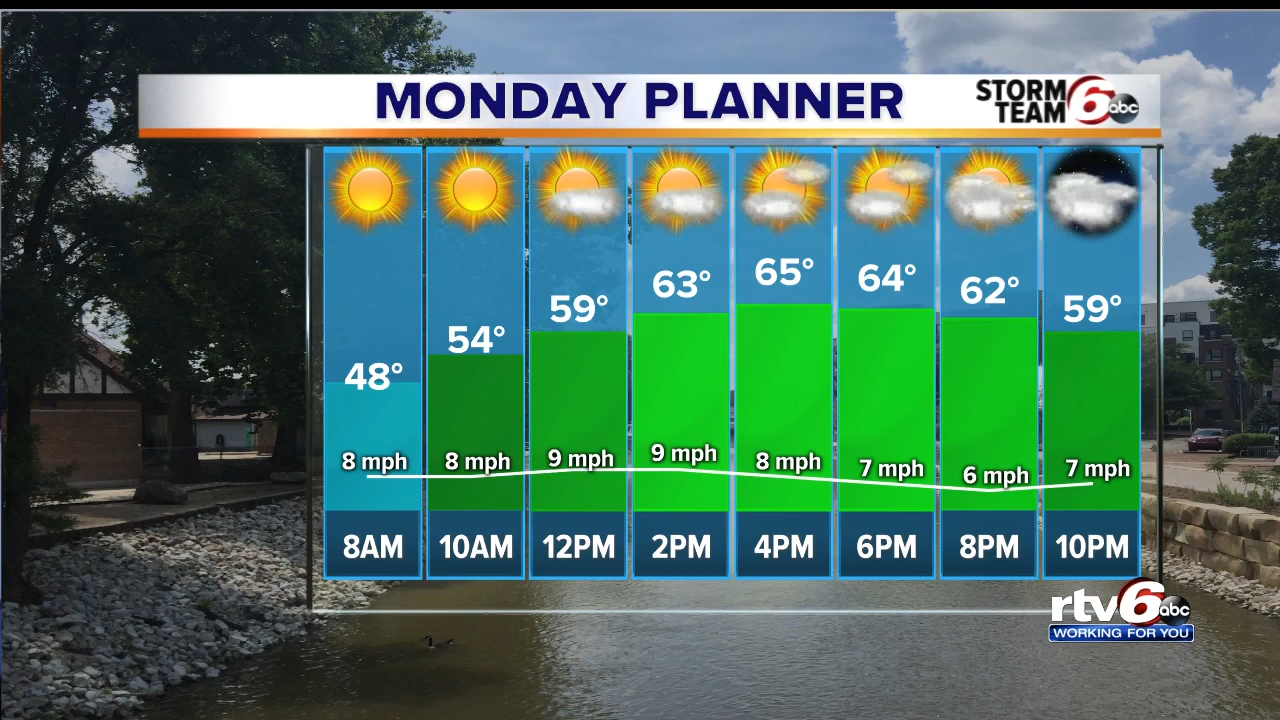 MONDAY PLANNER
STORM
TEAM 6 abc
48° 54° 59° 63° 65° 64° 62° 59°
8 mph 8 mph 9 mph 9 mph 8 mph 7 mph 6 mph 7 mph
8AM 10AM 12PM 2PM 4PM 6PM 8PM 10PM
rtv6 abc
WORKING FOR YOU